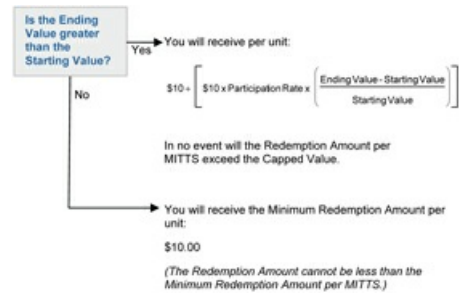 Is the Ending
Value greater
than the
Starting Value?
Yes
You will receive per unit:
$10+ [ $10 x Participation Rate x ( Ending Value - Starting Value
Starting Value ) ]
In no event will the Redemption Amount per
MITTS exceed the Capped Value.
No
You will receive the Minimum Redemption Amount per
unit:
$10.00
(The Redemption Amount cannot be less than the
Minimum Redemption Amount per MITTS.)